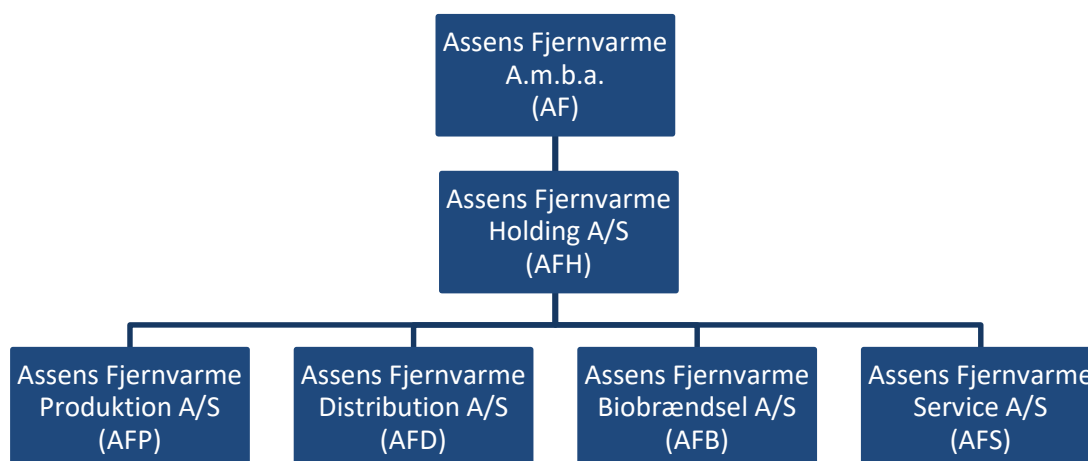 Assens Fjernvarme
A.m.b.a.
(AF)
Assens Fjernvarme
Holding A/S
(AFH)
Assens Fjernvarme
Produktion A/S
(AFP)
Assens Fjernvarme
Distribution A/S
(AFD)
Assens Fjernvarme
Biobrændsel A/S
(AFB)
Assens Fjernvarme
Service A/S
(AFS)